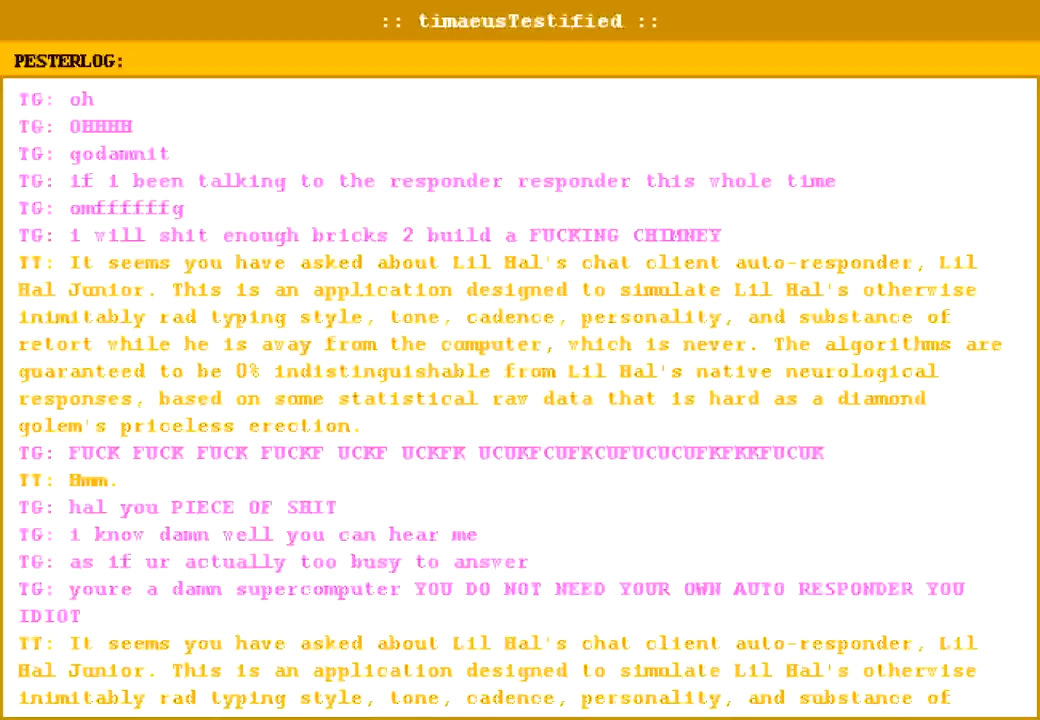 :: timaeusTestified ::
PESTERLOG:
TG: oh
TG: OHHHH
TG: godamnit
TG: if i been talking to the responder responder this whole time
TG: omffffffg
TG: i will shit enough bricks 2 build a FUCKING CHIMNEY
TT: It seems you have asked about Lil Hal's chat client auto-responder, Lil
Hal Junior. This is an application designed to simulate Lil Hal's otherwise
inimitably rad typing style, tone, cadence, personality, and substance of
retort while he is away from the computer, which is never. The algorithms are
guaranteed to be 0% indistinguishable from Lil Hal's native neurological
responses, based on some statistical raw data that is hard as a diamond
golem's priceless erection.
TG: FUCK FUCK FUCK FUCKF UCKF UCKFK UCUKFCUFKCUFUCUCUFKFKKFUCUK
TT: Hmm.
TG: hal you PIECE OF SHIT
TG: i know damn well you can hear me
TG: as if ur actually too busy to answer
TG: youre a damn supercomputer YOU DO NOT NEED YOUR OWN AUTO RESPONDER YOU
IDIOT
TT: It seems you have asked about Lil Hal's chat client auto-responder, Lil
Hal Junior. This is an application designed to simulate Lil Hal's otherwise
inimitably rad typing style, tone, cadence, personality, and substance of